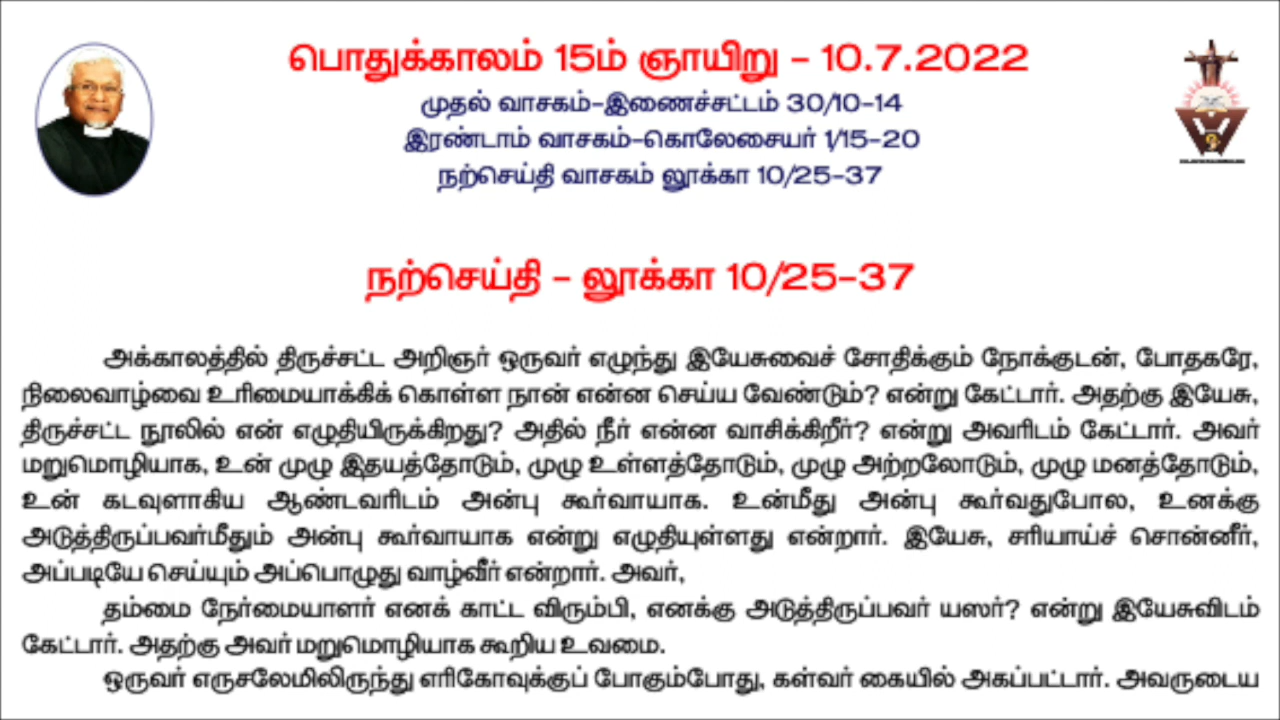 பொதுக்காலம் 15ம் ஞாயிறு - 10.7.2022
முதல் வாசகம்-இணைச்சட்டம் 30/10-14
இரண்டாம் வாசகம்-கொலேசையர் 1/15-20
நற்செய்தி வாசகம் லூக்கா 10/25-37
நற்செய்தி - லூக்கா 10/25-37
அக்காலத்தில் திருச்சட்ட அறிஞர் ஒருவர் எழுந்து இயேசுவைச் சோதிக்கும் நோக்குடன், போதகரே,
நிலைவாழ்வை உரிமையாக்கிக் கொள்ள நான் என்ன செய்ய வேண்டும்? என்று கேட்டார். அதற்கு இயேசு,
திருச்சட்ட நூலில் என் எழுதியிருக்கிறது? அதில் நீர் என்ன வாசிக்கிறீர்? என்று அவரிடம் கேட்டார். அவர்
மறுமொழியாக, உன் முழு இதயத்தோடும், முழு உள்ளத்தோடும், முழு அற்றலோடும், முழு மனத்தோடும்,
உன் கடவுளாகிய ஆண்டவரிடம் அன்பு கூர்வாயாக. உன்மீது அன்பு கூர்வதுபோல, உனக்கு
அடுத்திருப்பவர்மீதும் அன்பு கூர்வாயாக என்று எழுதியுள்ளது என்றார். இயேசு, சரியாய்ச் சொன்னீர்,
அப்படியே செய்யும் அப்பொழுது வாழ்வீர் என்றார். அவர்,
தம்மை நேர்மையாளர் எனக் காட்ட விரும்பி, எனக்கு அடுத்திருப்பவர் யஸர்? என்று இயேசுவிடம்
கேட்டார். அதற்கு அவர் மறுமொழியாக கூறிய உவமை.
ஒருவர் எருசலேமிலிருந்து எரிகோவுக்குப் போகும்போது, கள்வர் கையில் அகப்பட்டார். அவருடைய